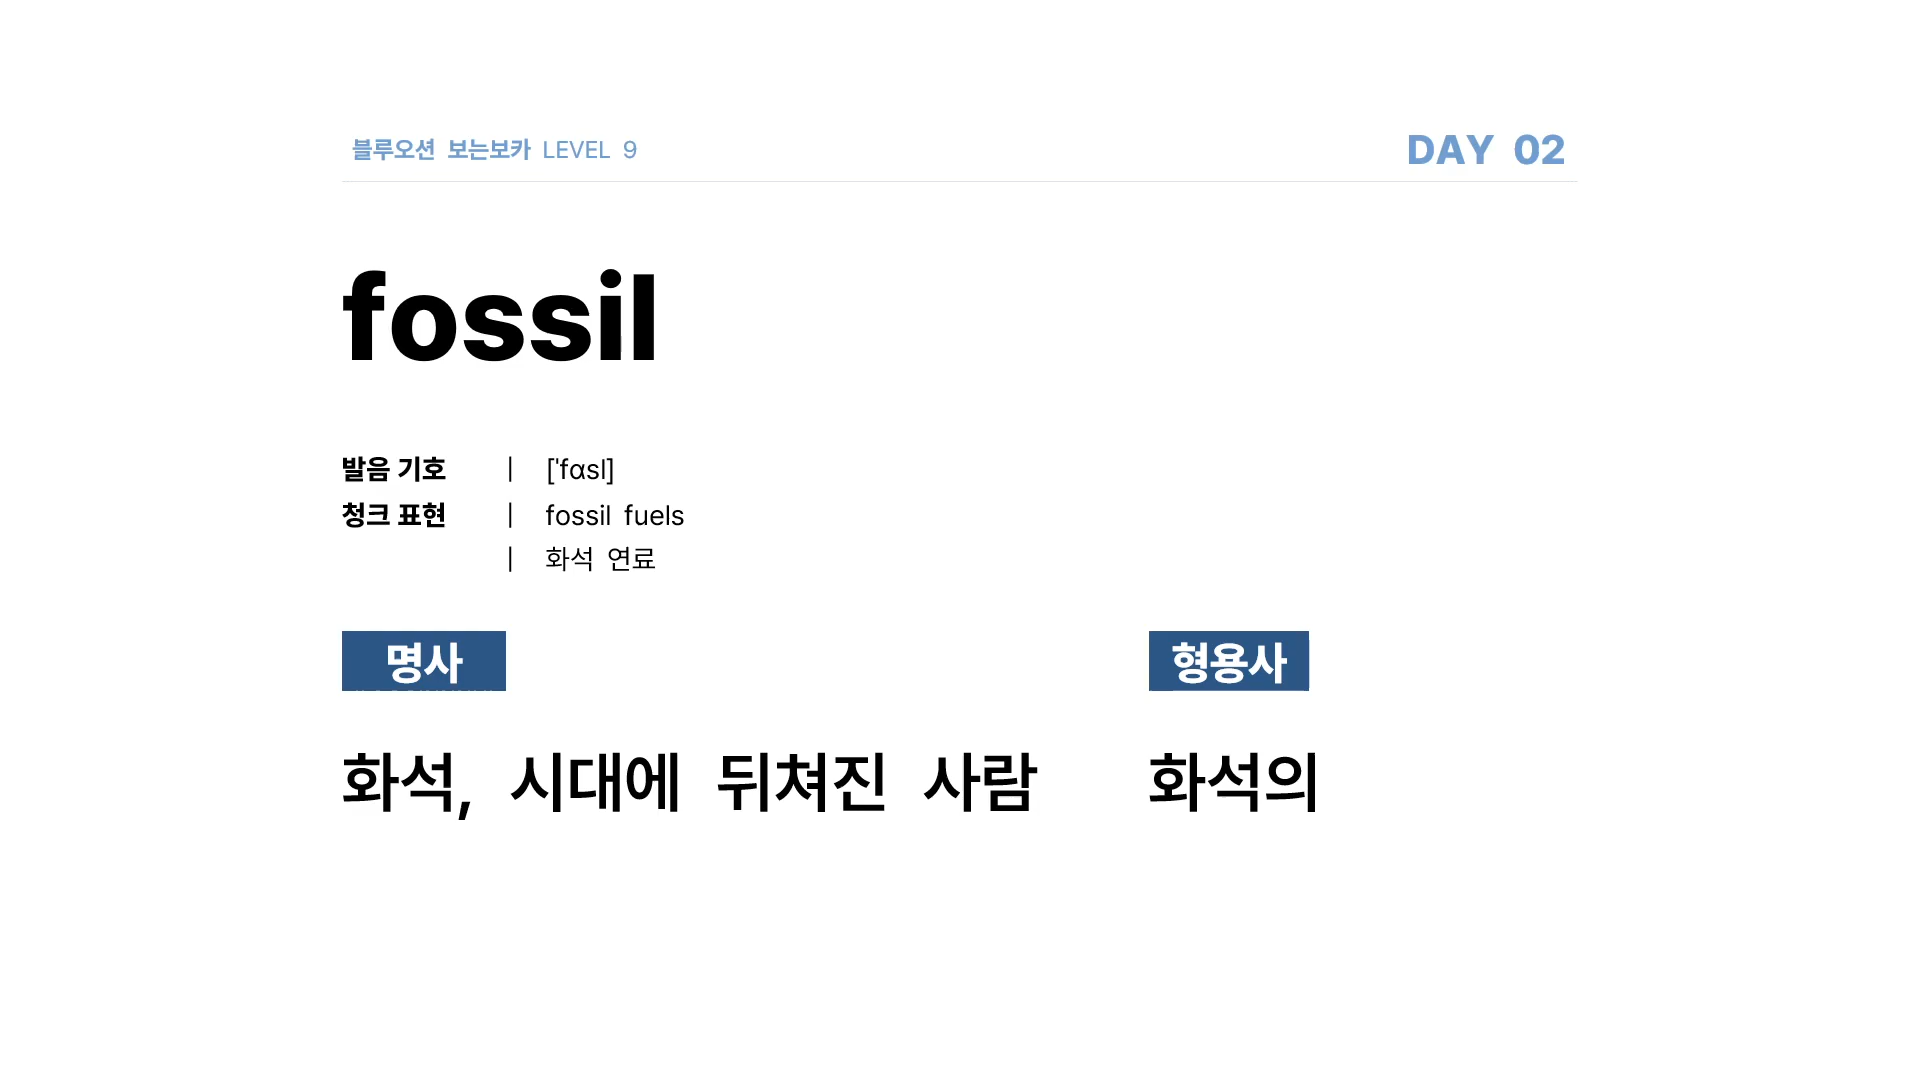 블루오션 보는보카 LEVEL 9
DAY 02
fossil
발음 기호 | [ˈfɑsl]
청크 표현 | fossil fuels
| 화석 연료
명사
화석, 시대에 뒤쳐진 사람
형용사
화석의